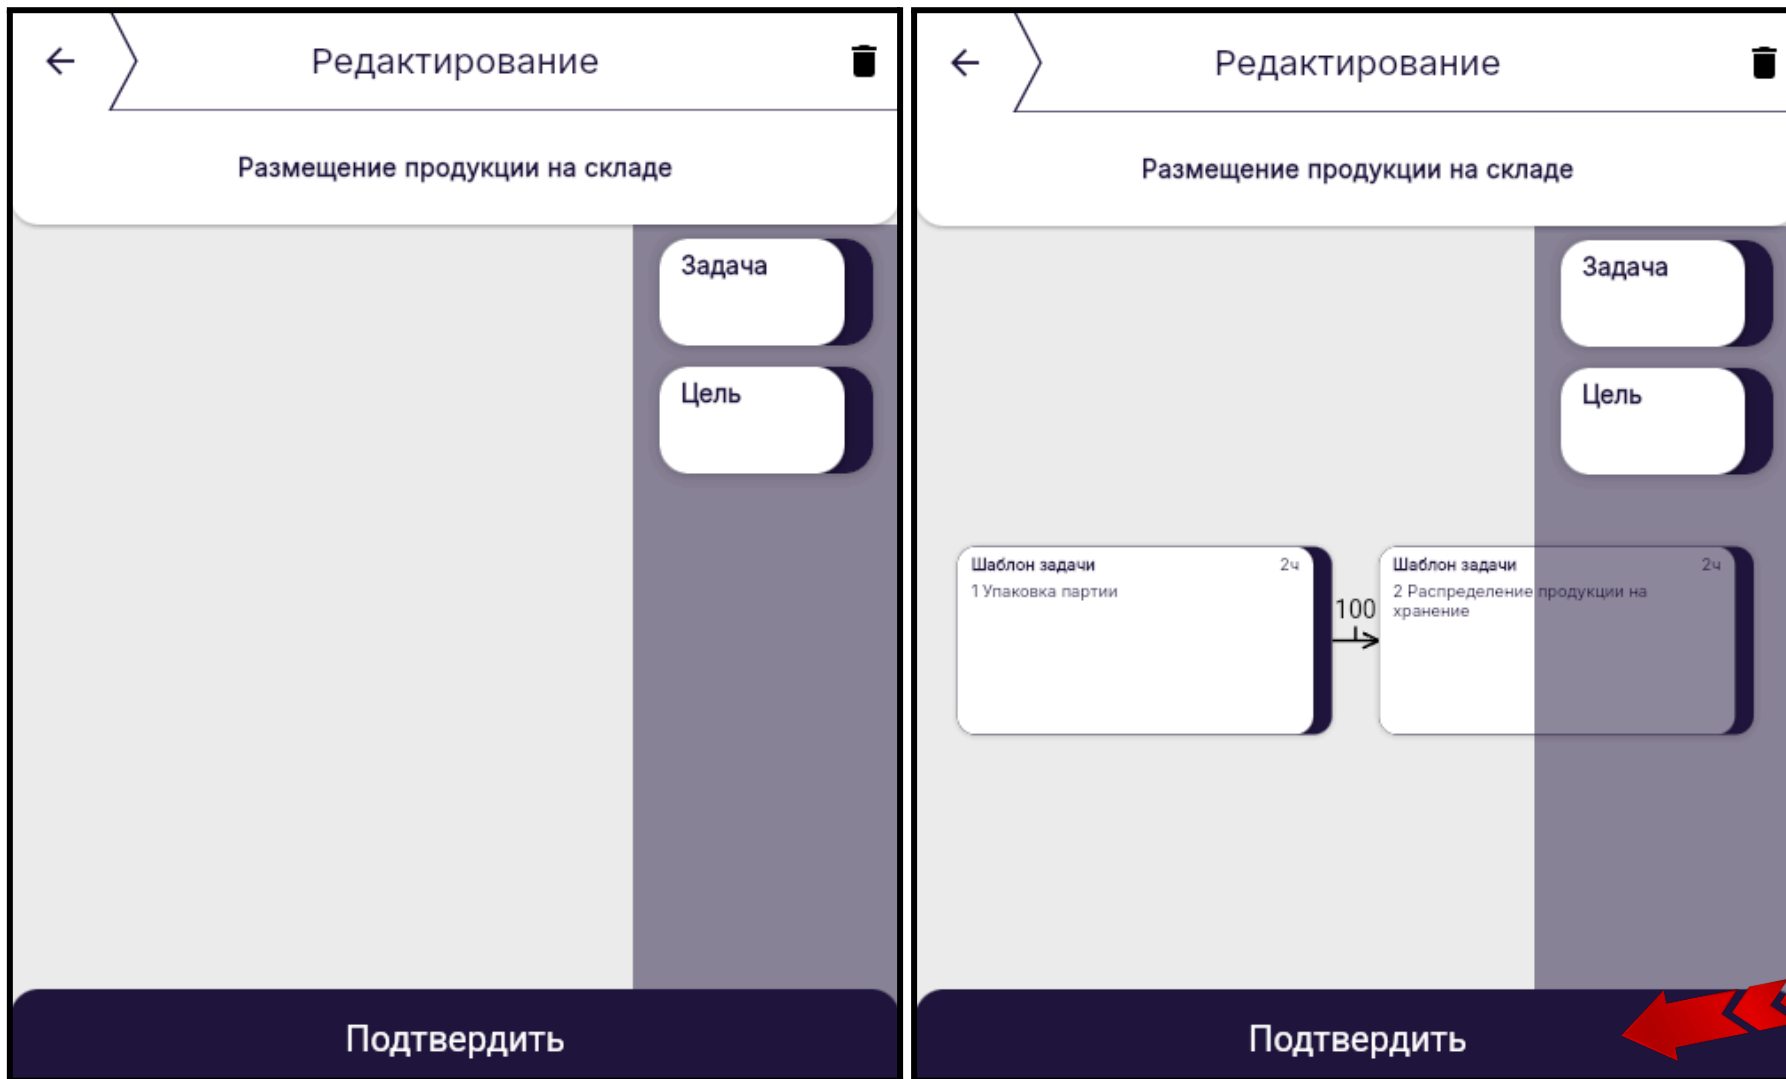 Редактирование
Размещение продукции на складе
Задача
Цель
Подтвердить
Редактирование
Размещение продукции на складе
Задача
Цель
Шаблон задачи 2ч
1 Упаковка партии
100
Шаблон задачи 2ч
2 Распределение продукции на
хранение
Подтвердить